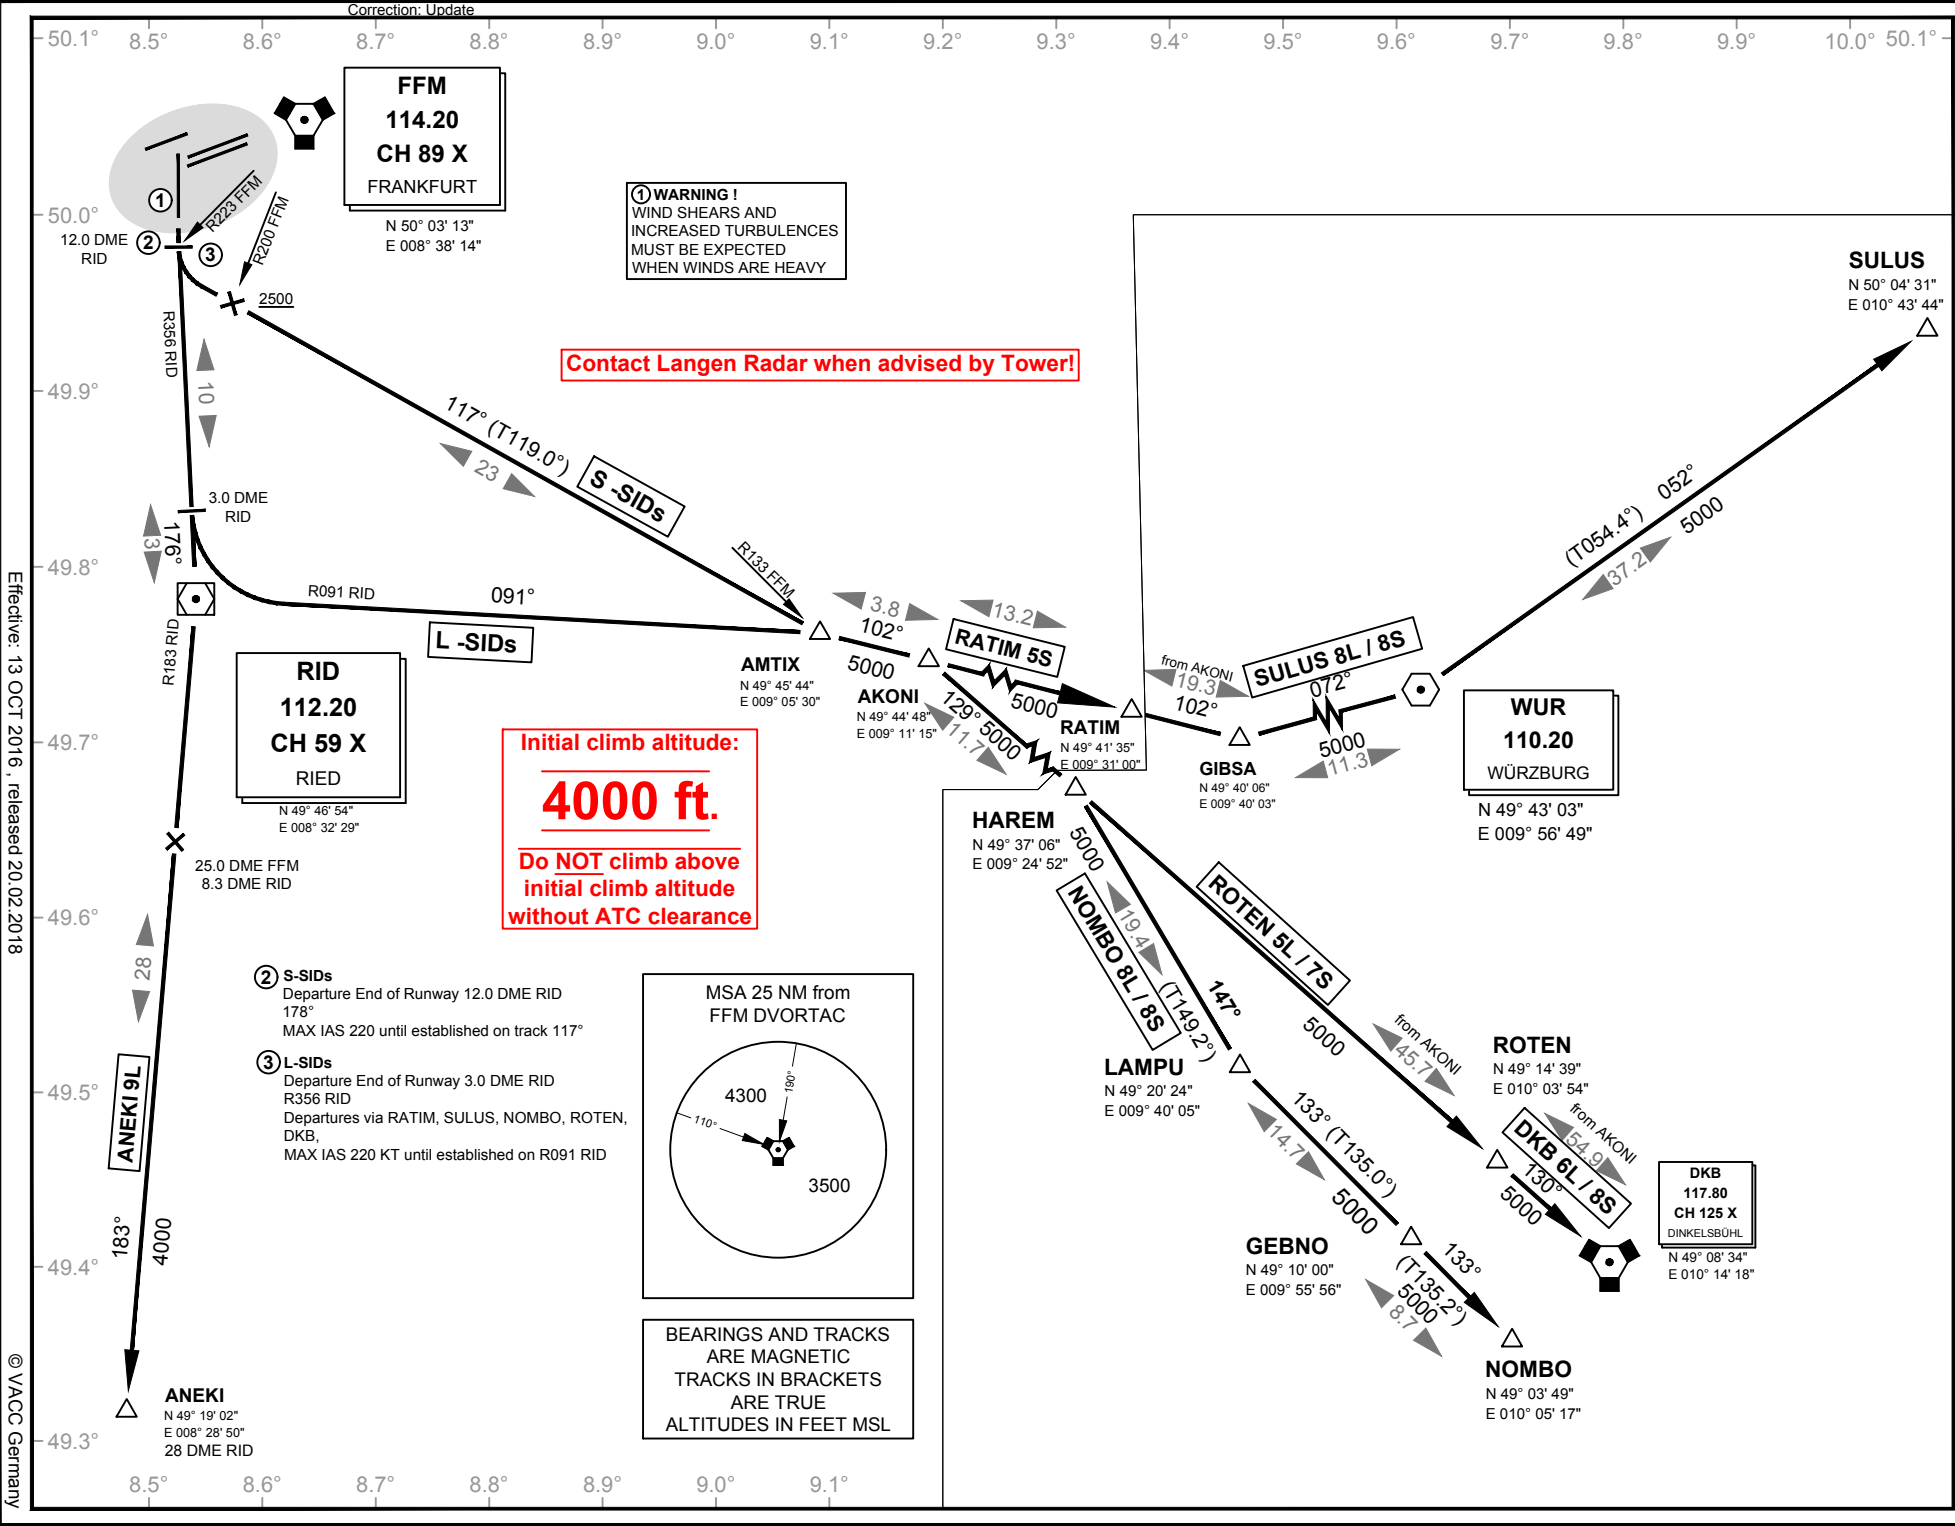 Correction: Update
50.1° 8.5° 8.6° 8.7° 8.8° 8.9° 9.0° 9.1° 9.2° 9.3° 9.4° 9.5° 9.6° 9.7° 9.8° 9.9° 10.0° 50.1°
50.0°
49.9°
49.8°
49.7°
49.6°
49.5°
49.4°
49.3°
8.5° 8.6° 8.7° 8.8° 8.9° 9.0° 9.1°
Effective: 13 OCT 2016 , released 20.02.2018
© VACC Germany
FFM
114.20
CH 89 X
FRANKFURT
N 50° 03' 13"
E 008° 38' 14"
1
R223 FFM
R200 FFM
12.0 DME
RID
2
3
2500
1 WARNING !
WIND SHEARS AND
INCREASED TURBULENCES
MUST BE EXPECTED
WHEN WINDS ARE HEAVY
Contact Langen Radar when advised by Tower!
SULUS
N 50° 04' 31"
E 010° 43' 44"
R356 RID
10
117° (T119.0°)
23
S -SIDs
3.0 DME
RID
176°
3
R091 RID
091°
L -SIDs
R133 FFM
R183 RID
RID
112.20
CH 59 X
RIED
N 49° 46' 54"
E 008° 32' 29"
AMTIX
N 49° 45' 44"
E 009° 05' 30"
3.8
102°
5000
AKONI
N 49° 44' 48"
E 009° 11' 15"
13.2
RATIM 5S
5000
RATIM
N 49° 41' 35"
E 009° 31' 00"
129° 5000
11.7
from AKONI
19.3
102°
SULUS 8L / 8S
072°
5000
11.3
GIBSA
N 49° 40' 06"
E 009° 40' 03"
(T054.4°) 052°
37.2
5000
WUR
110.20
WÜRZBURG
N 49° 43' 03"
E 009° 56' 49"
Initial climb altitude:
4000 ft.
Do NOT climb above
initial climb altitude
without ATC clearance
HAREM
N 49° 37' 06"
E 009° 24' 52"
25.0 DME FFM
8.3 DME RID
28
ANEKI 9L
183°
4000
ANEKI
N 49° 19' 02"
E 008° 28' 50"
28 DME RID
2 S-SIDs
Departure End of Runway 12.0 DME RID
178°
MAX IAS 220 until established on track 117°
3 L-SIDs
Departure End of Runway 3.0 DME RID
R356 RID
Departures via RATIM, SULUS, NOMBO, ROTEN,
DKB,
MAX IAS 220 KT until established on R091 RID
MSA 25 NM from
FFM DVORTAC
190°
4300
110°
3500
BEARINGS AND TRACKS
ARE MAGNETIC
TRACKS IN BRACKETS
ARE TRUE
ALTITUDES IN FEET MSL
5000
19.4
NOMBO 8L / 8S
147°
(T149.2°)
LAMPU
N 49° 20' 24"
E 009° 40' 05"
ROTEN 5L / 7S
5000
from AKONI
45.7
ROTEN
N 49° 14' 39"
E 010° 03' 54"
from AKONI
54.9
DKB 6L / 8S
130°
5000
DKB
117.80
CH 125 X
DINKELSBÜHL
N 49° 08' 34"
E 010° 14' 18"
133° (T135.0°)
14.7
5000
GEBNO
N 49° 10' 00"
E 009° 55' 56"
133°
(T135.2°)
5000
8.7
NOMBO
N 49° 03' 49"
E 010° 05' 17"